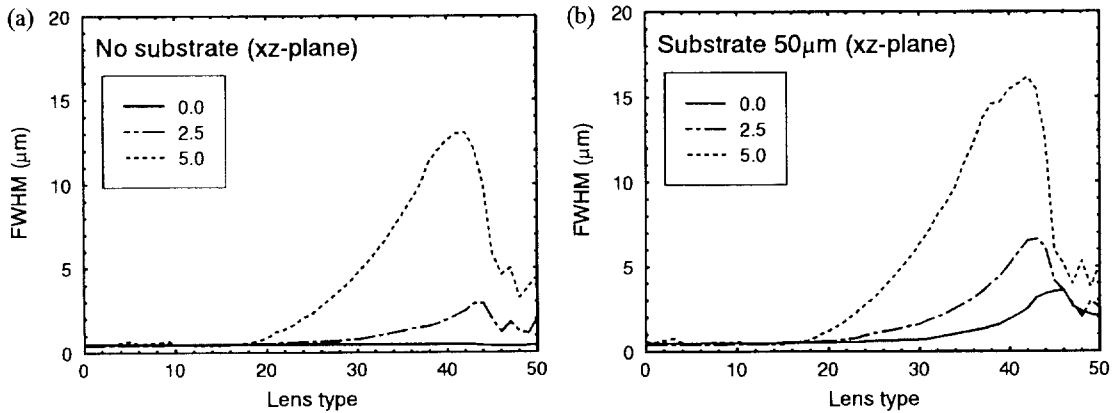 (a)
20
15
10
5
0
FWHM (μm)
No substrate (xz-plane)
0.0
2.5
5.0
0 10 20 30 40 50
Lens type
(b)
20
15
10
5
0
FWHM (μm)
Substrate 50μm (xz-plane)
0.0
2.5
5.0
0 10 20 30 40 50
Lens type